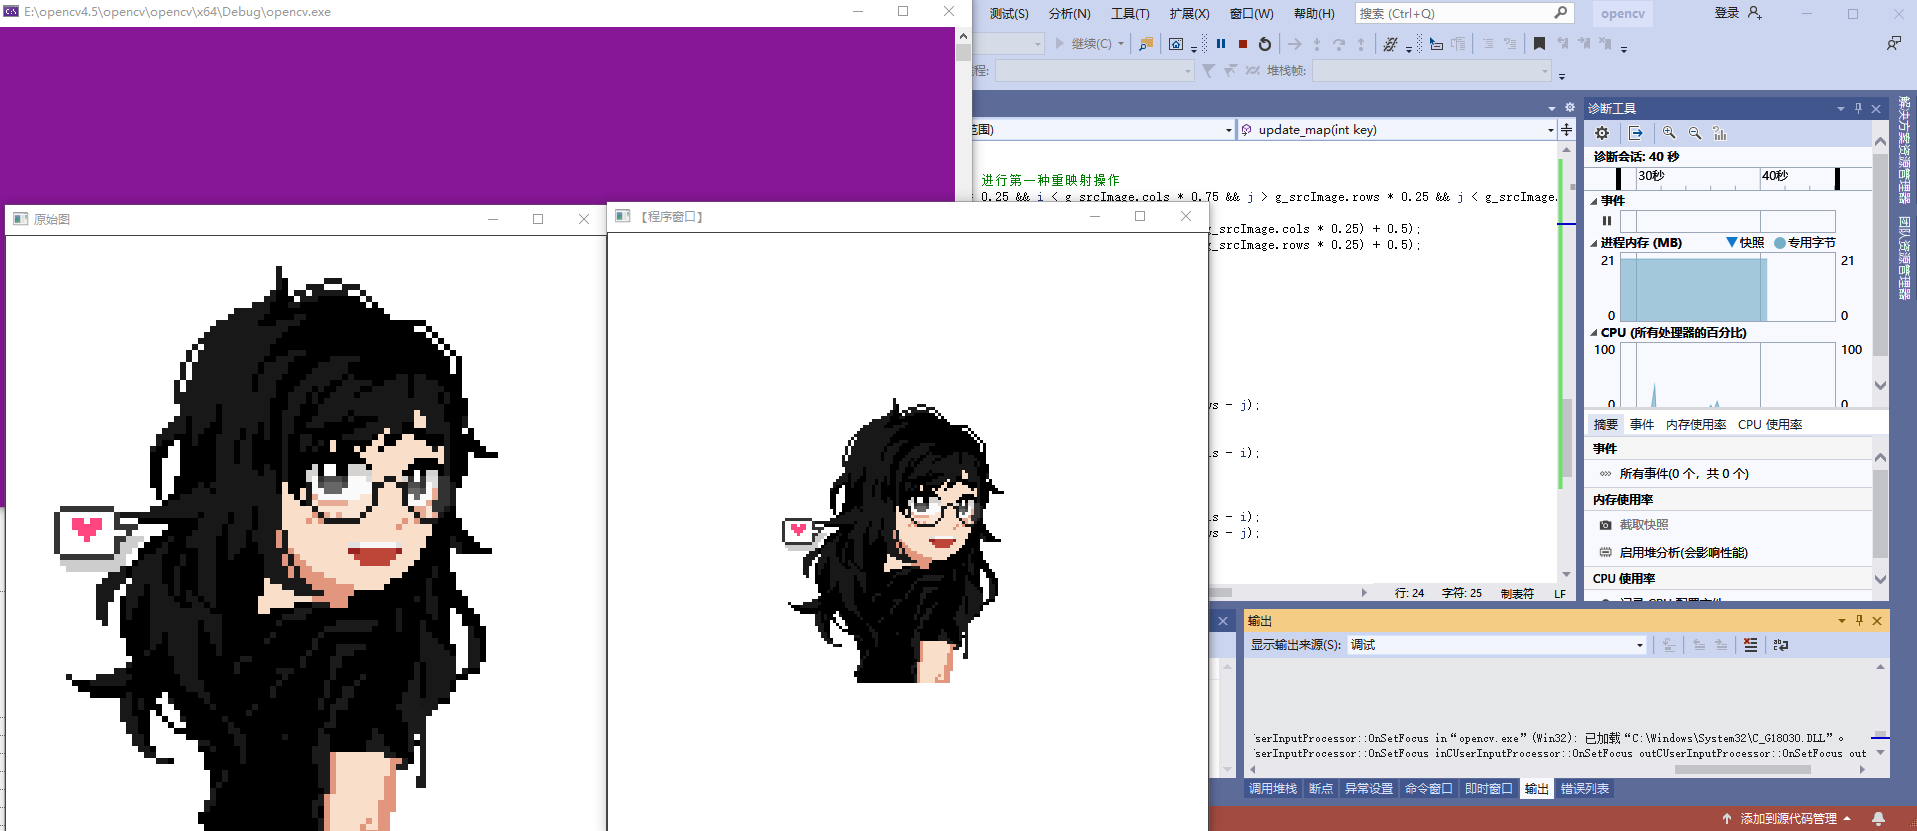 E:\opencv4.5\opencv\opencv\x64\Debug\opencv.exe
测试(S) 分析(N) 工具(T) 扩展(X) 窗口(W) 帮助(H) 搜索 (Ctrl+Q) opencv 登录
继续(C)
程: 堆栈帧:
范围) update_map(int key)
进行第一种重映射操作
0.25 && i < g_srcImage.cols * 0.75 && j > g_srcImage.rows * 0.25 && j < g_srcImage.
g_srcImage.cols * 0.25) + 0.5);
g_srcImage.rows * 0.25) + 0.5);
ws - j);
ls - i);
ls - i);
ws - j);
行: 24 字符: 25 制表符 LF
原始图
【程序窗口】
诊断工具
诊断会话: 40 秒
30秒 40秒
事件
进程内存 (MB) 快照 专用字节
21 21
0 0
CPU (所有处理器的百分比)
100 100
0 0
摘要 事件 内存使用率 CPU 使用率
事件
所有事件(0 个，共 0 个)
内存使用率
截取快照
启用堆分析(会影响性能)
CPU 使用率
记录 CPU 配置文件
解决方案资源管理器
团队资源管理器
输出
显示输出来源(S): 调试
serInputProcessor::OnSetFocus in“opencv.exe”(Win32): 已加载“C:\Windows\System32\C_G18030.DLL”。
serInputProcessor::OnSetFocus inCUserInputProcessor::OnSetFocus outCUserInputProcessor::OnSetFocus out
调用堆栈 断点 异常设置 命令窗口 即时窗口 输出 错误列表
添加到源代码管理